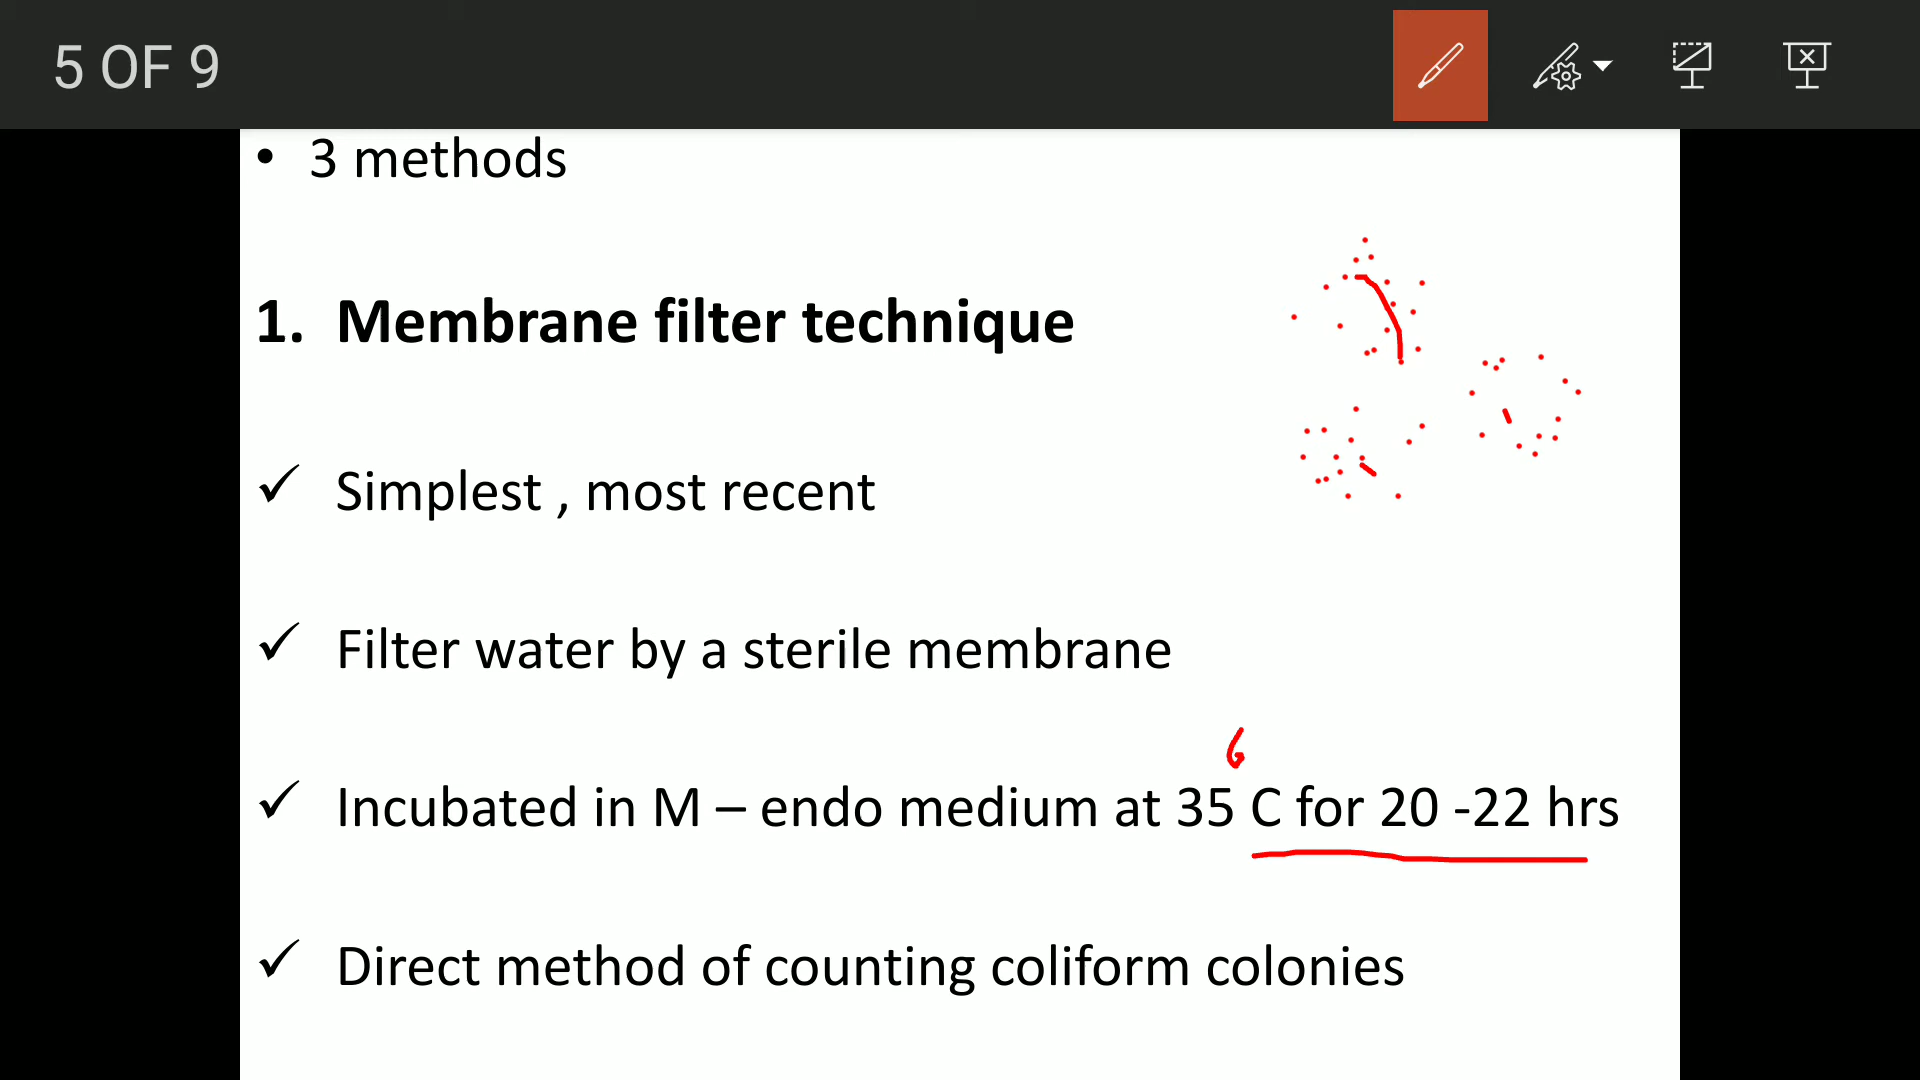 5 OF 9
• 3 methods
1. Membrane filter technique
✓ Simplest , most recent
✓ Filter water by a sterile membrane
✓ Incubated in M – endo medium at 35 C for 20 -22 hrs
✓ Direct method of counting coliform colonies